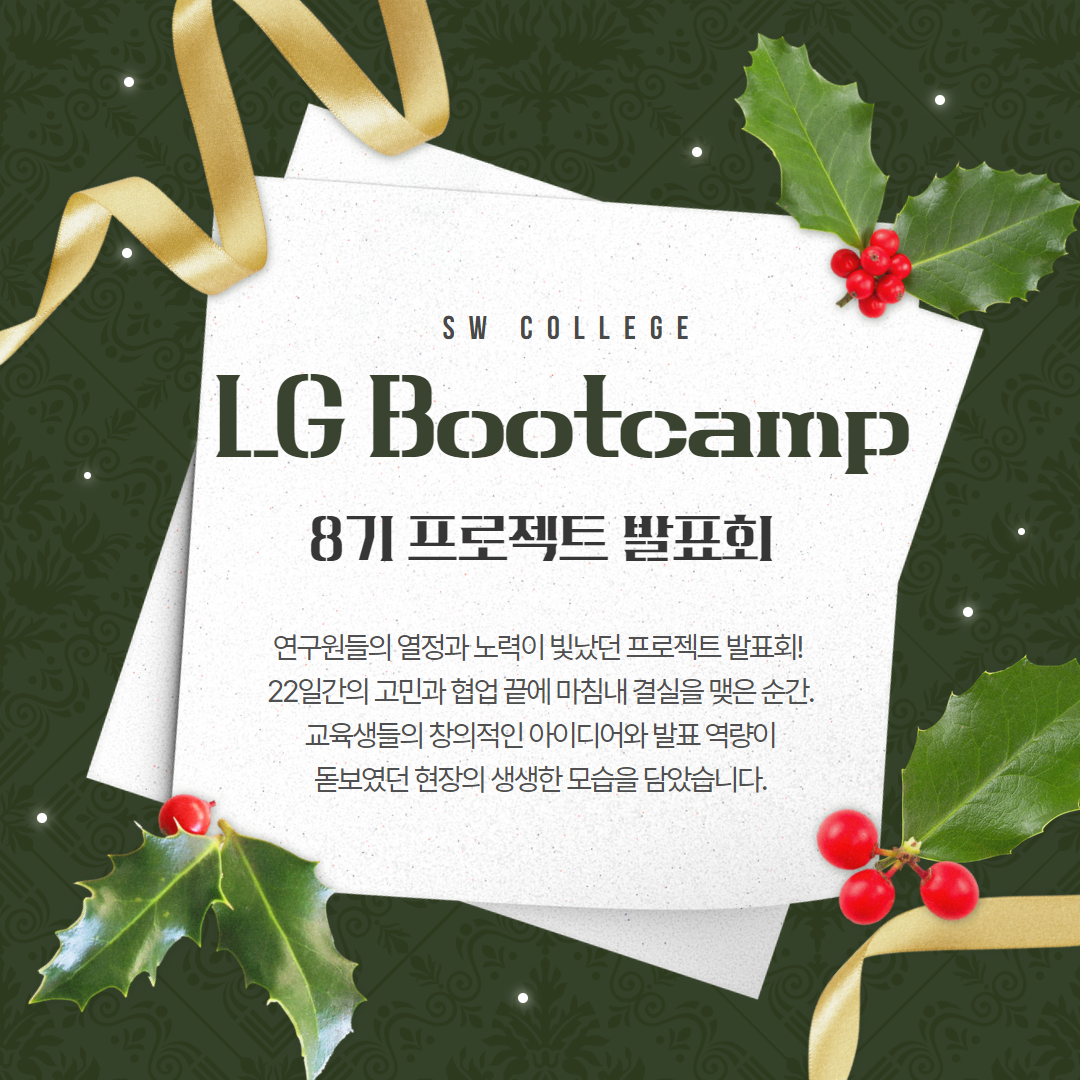 SW COLLEGE
LG Bootcamp
8기 프로젝트 발표회
연구원들의 열정과 노력이 빛났던 프로젝트 발표회!
22일간의 고민과 협업 끝에 마침내 결실을 맺은 순간.
교육생들의 창의적인 아이디어와 발표 역량이
돋보였던 현장의 생생한 모습을 담았습니다.